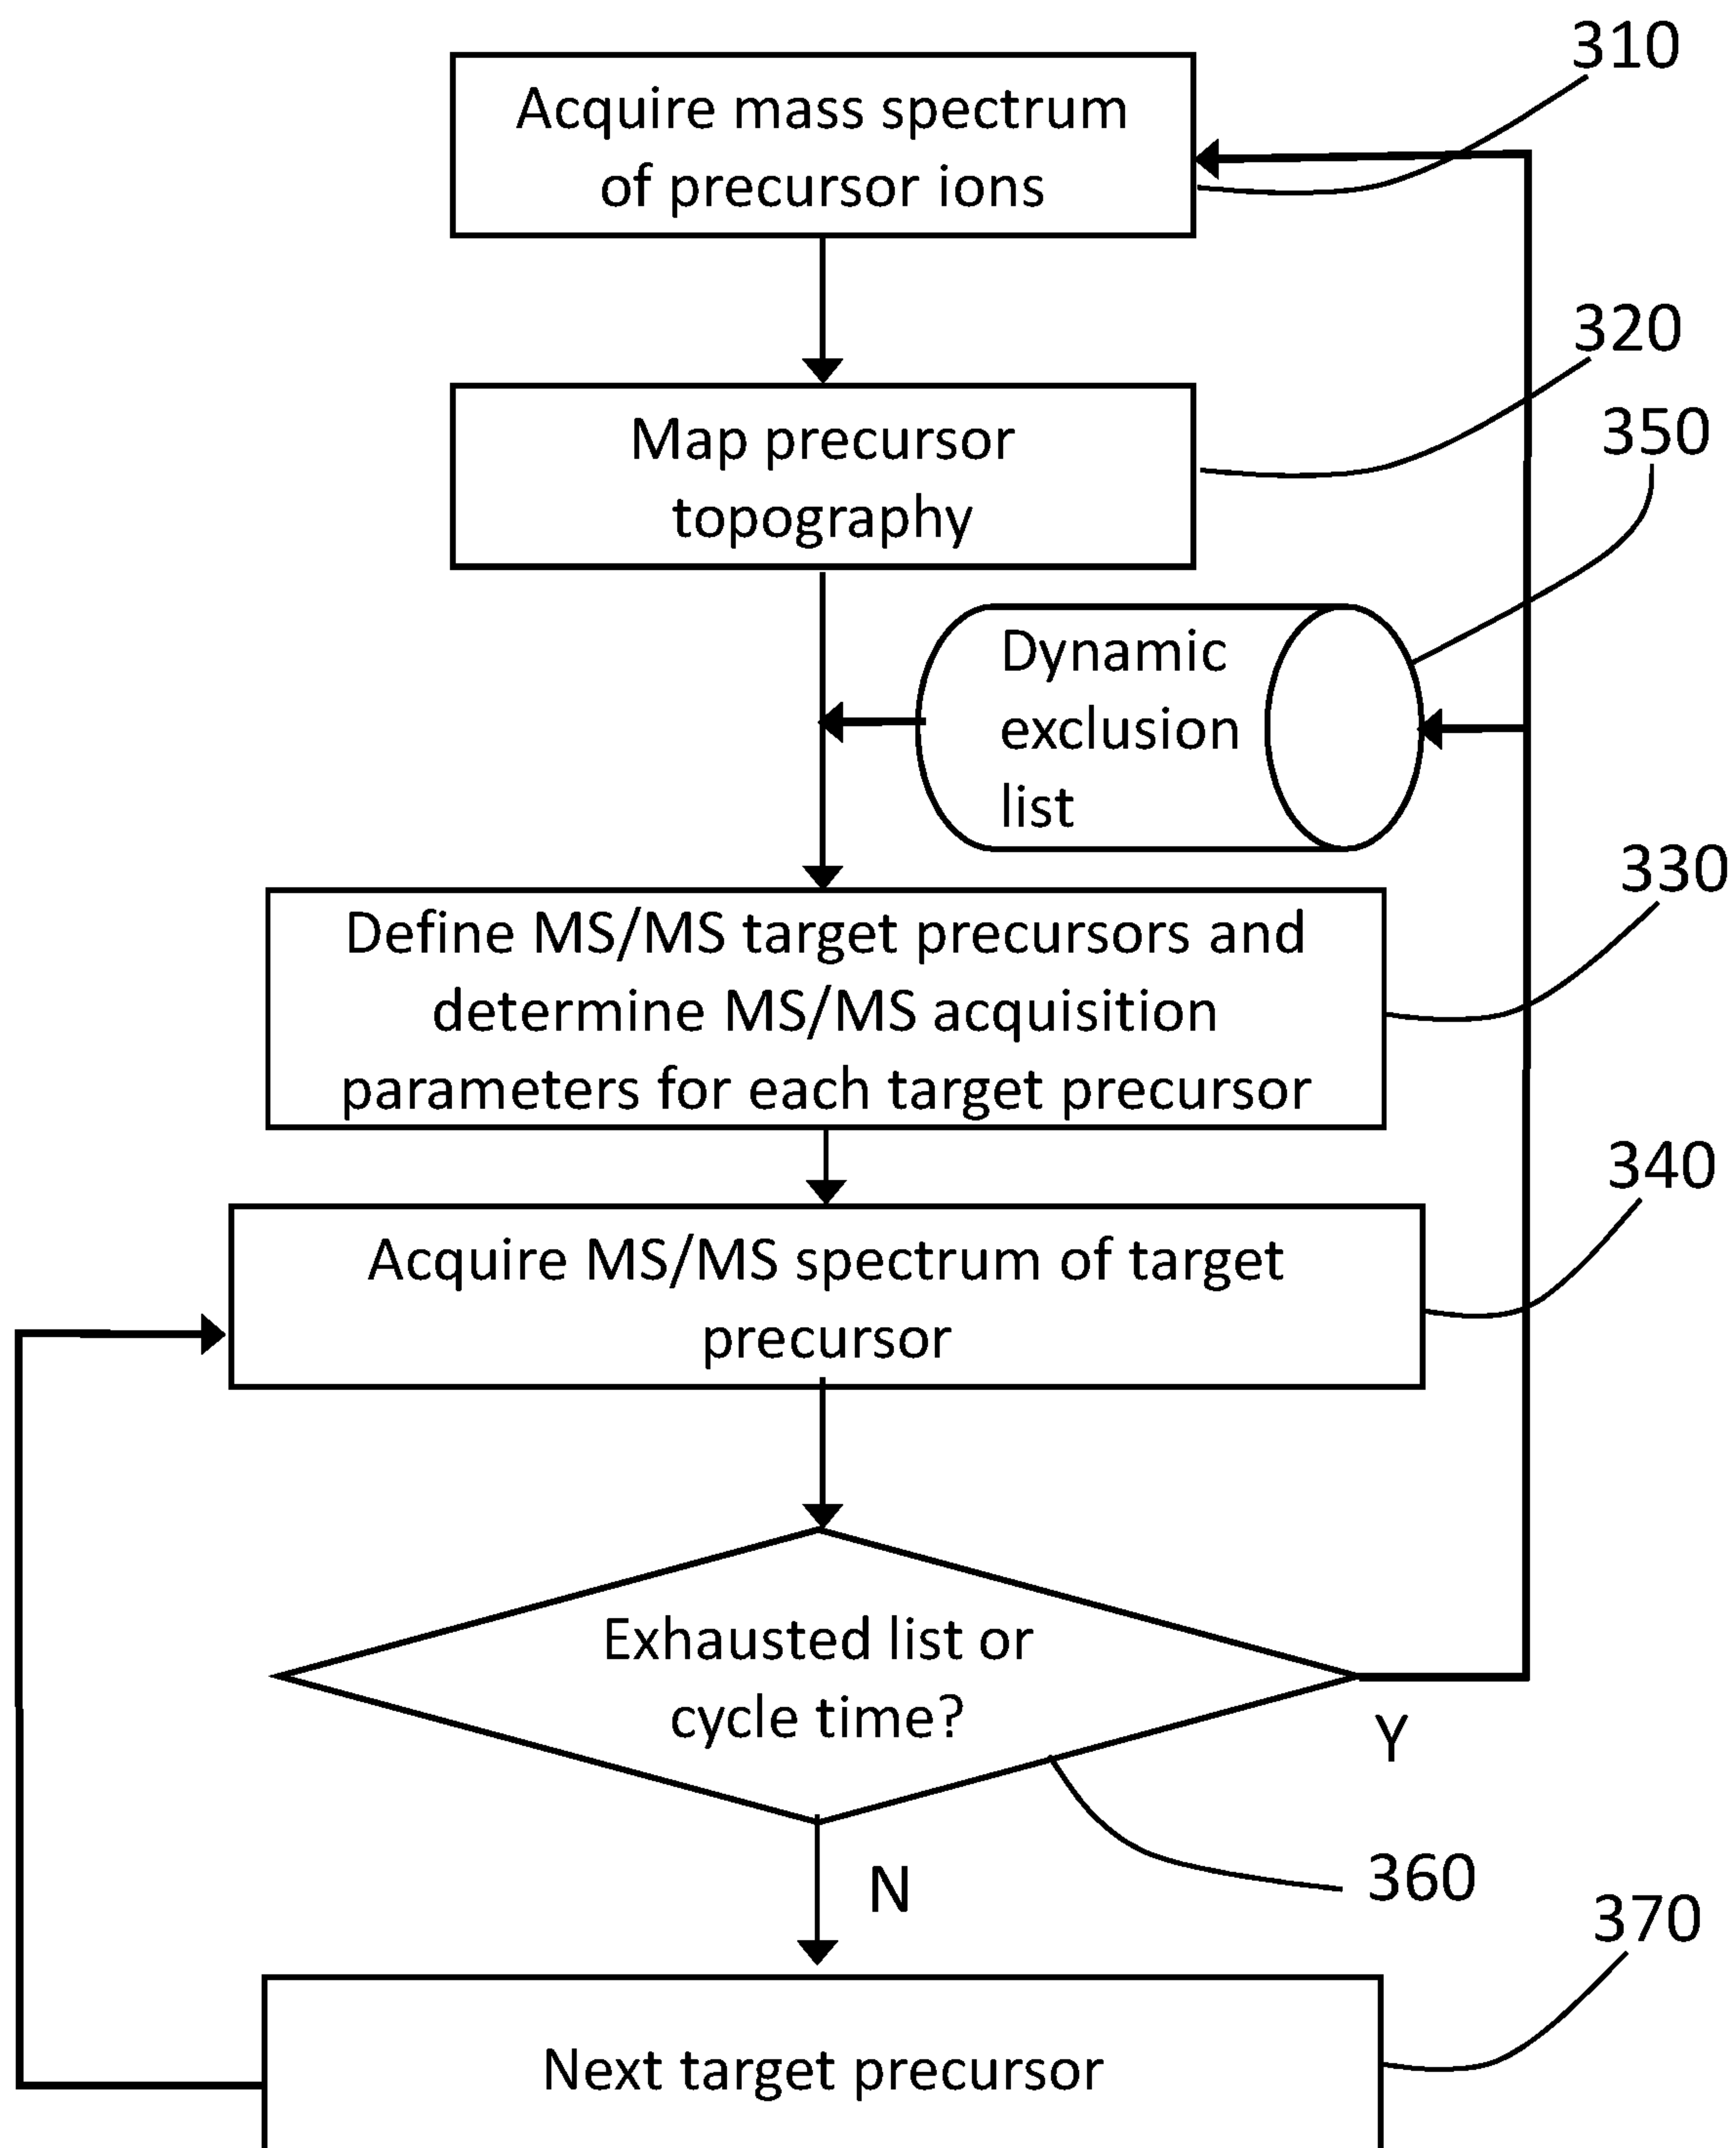 310
Acquire mass spectrum
of precursor ions
320
350
Map precursor
topography
Dynamic
exclusion
list
330
Define MS/MS target precursors and
determine MS/MS acquisition
parameters for each target precursor
340
Acquire MS/MS spectrum of target
precursor
Exhausted list or
cycle time?
Y
N
360
370
Next target precursor